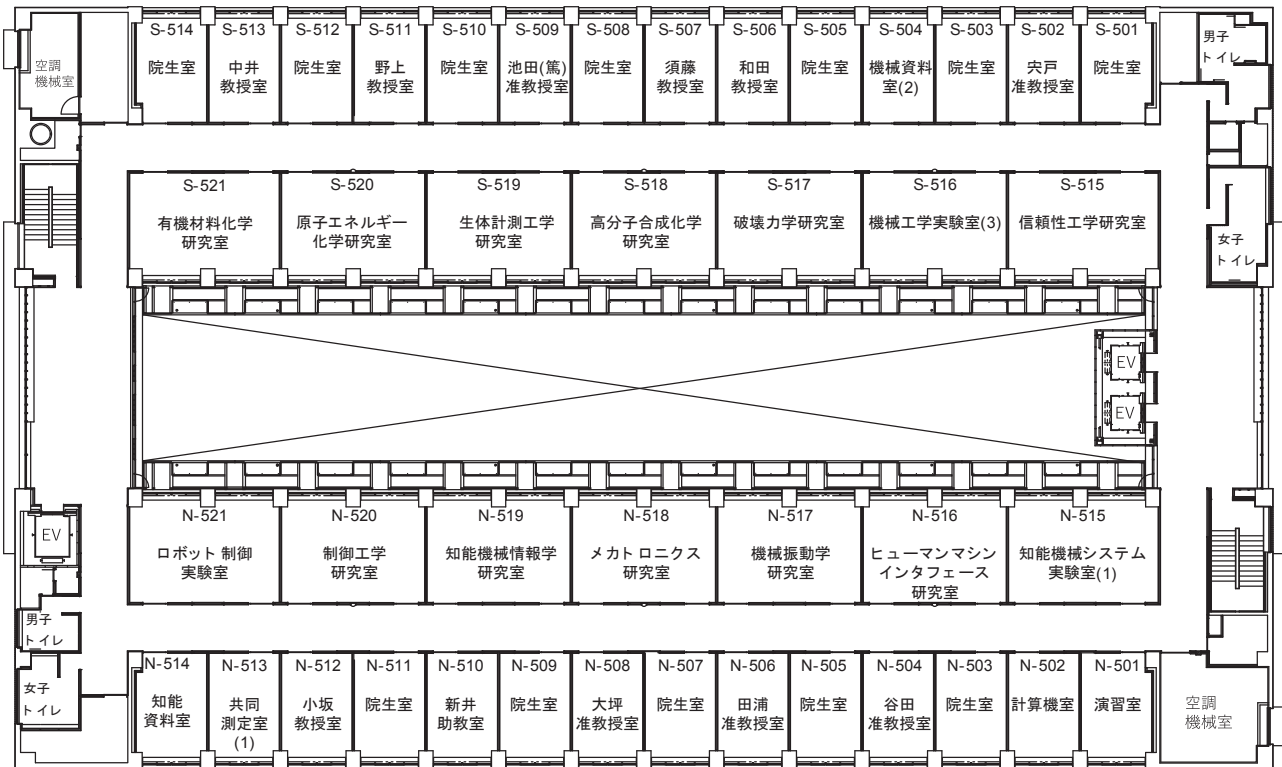 S-514
院生室
S-513
中井
教授室
S-512
院生室
S-511
野上
教授室
S-510
院生室
S-509
池田(篤)
准教授室
S-508
院生室
S-507
須藤
教授室
S-506
和田
教授室
S-505
院生室
S-504
機械資料
室(2)
S-503
院生室
S-502
宍戸
准教授室
S-501
院生室
空調
機械室
男子
トイレ
S-521
有機材料化学
研究室
S-520
原子エネルギー
化学研究室
S-519
生体計測工学
研究室
S-518
高分子合成化学
研究室
S-517
破壊力学研究室
S-516
機械工学実験室(3)
S-515
信頼性工学研究室
女子
トイレ
EV
EV
N-521
ロボット制御
実験室
N-520
制御工学
研究室
N-519
知能機械情報学
研究室
N-518
メカトロニクス
研究室
N-517
機械振動学
研究室
N-516
ヒューマンマシン
インタフェース
研究室
N-515
知能機械システム
実験室(1)
EV
男子
トイレ
女子
トイレ
N-514
知能
資料室
N-513
共同
測定室
(1)
N-512
小坂
教授室
N-511
院生室
N-510
新井
助教室
N-509
院生室
N-508
大坪
准教授室
N-507
院生室
N-506
田浦
准教授室
N-505
院生室
N-504
谷田
准教授室
N-503
院生室
N-502
計算機室
N-501
演習室
空調
機械室